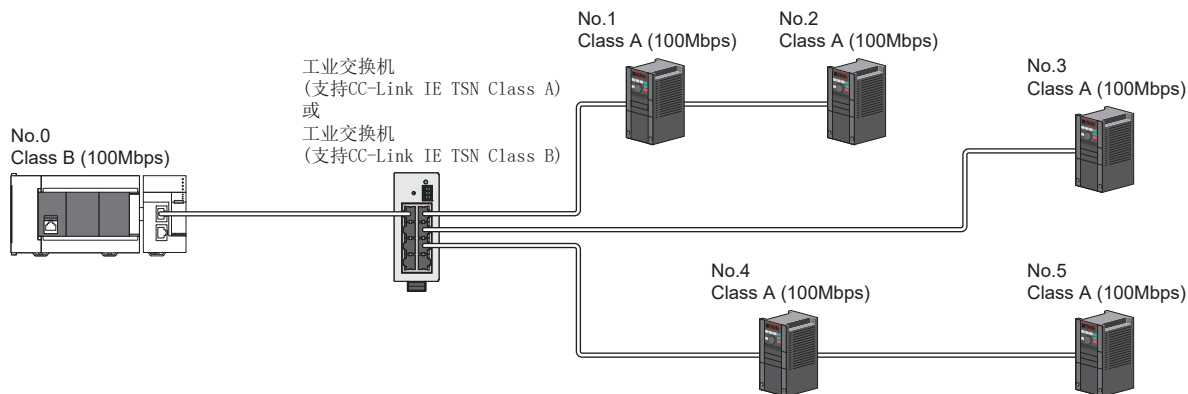 No.1
Class A (100Mbps)
No.2
Class A (100Mbps)
工业交换机
(支持CC-Link IE TSN Class A)
或
工业交换机
(支持CC-Link IE TSN Class B)
No.3
Class A (100Mbps)
No.0
Class B (100Mbps)
No.4
Class A (100Mbps)
No.5
Class A (100Mbps)